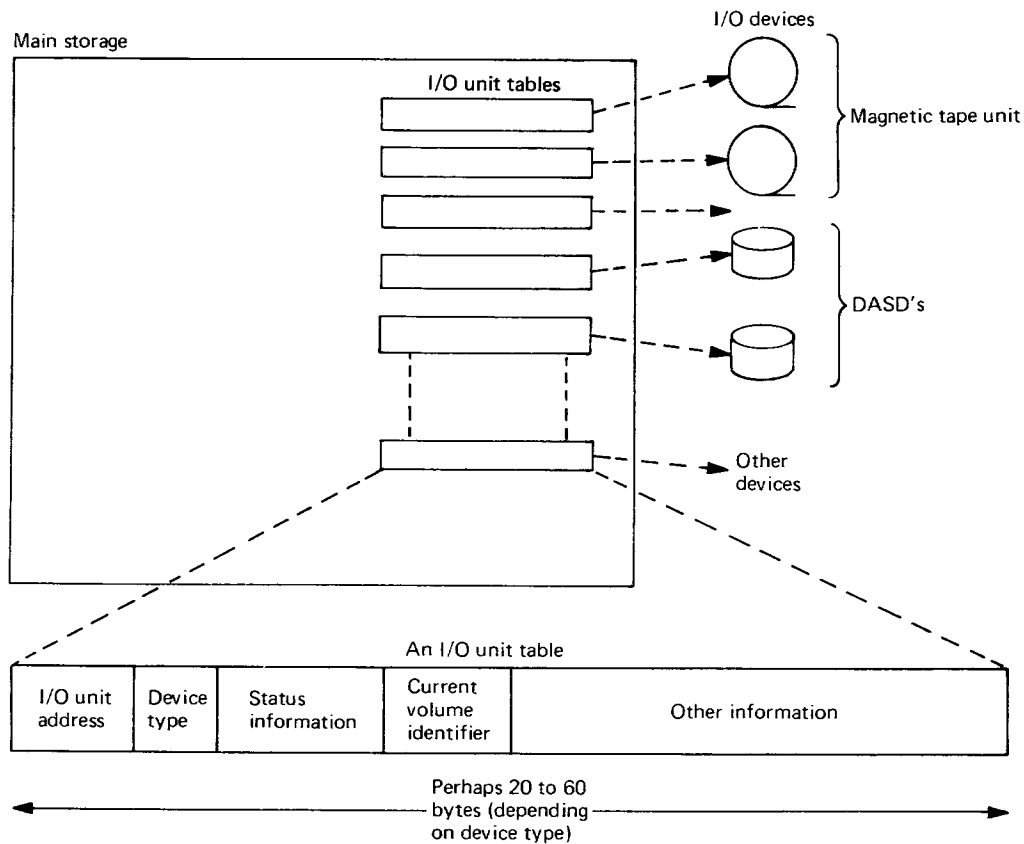 I/O devices
Main storage
I/O unit tables
Magnetic tape unit
DASD's
Other
devices
An I/O unit table
I/O unit
address
Device
type
Status
information
Current
volume
identifier
Other information
Perhaps 20 to 60
bytes (depending
on device type)